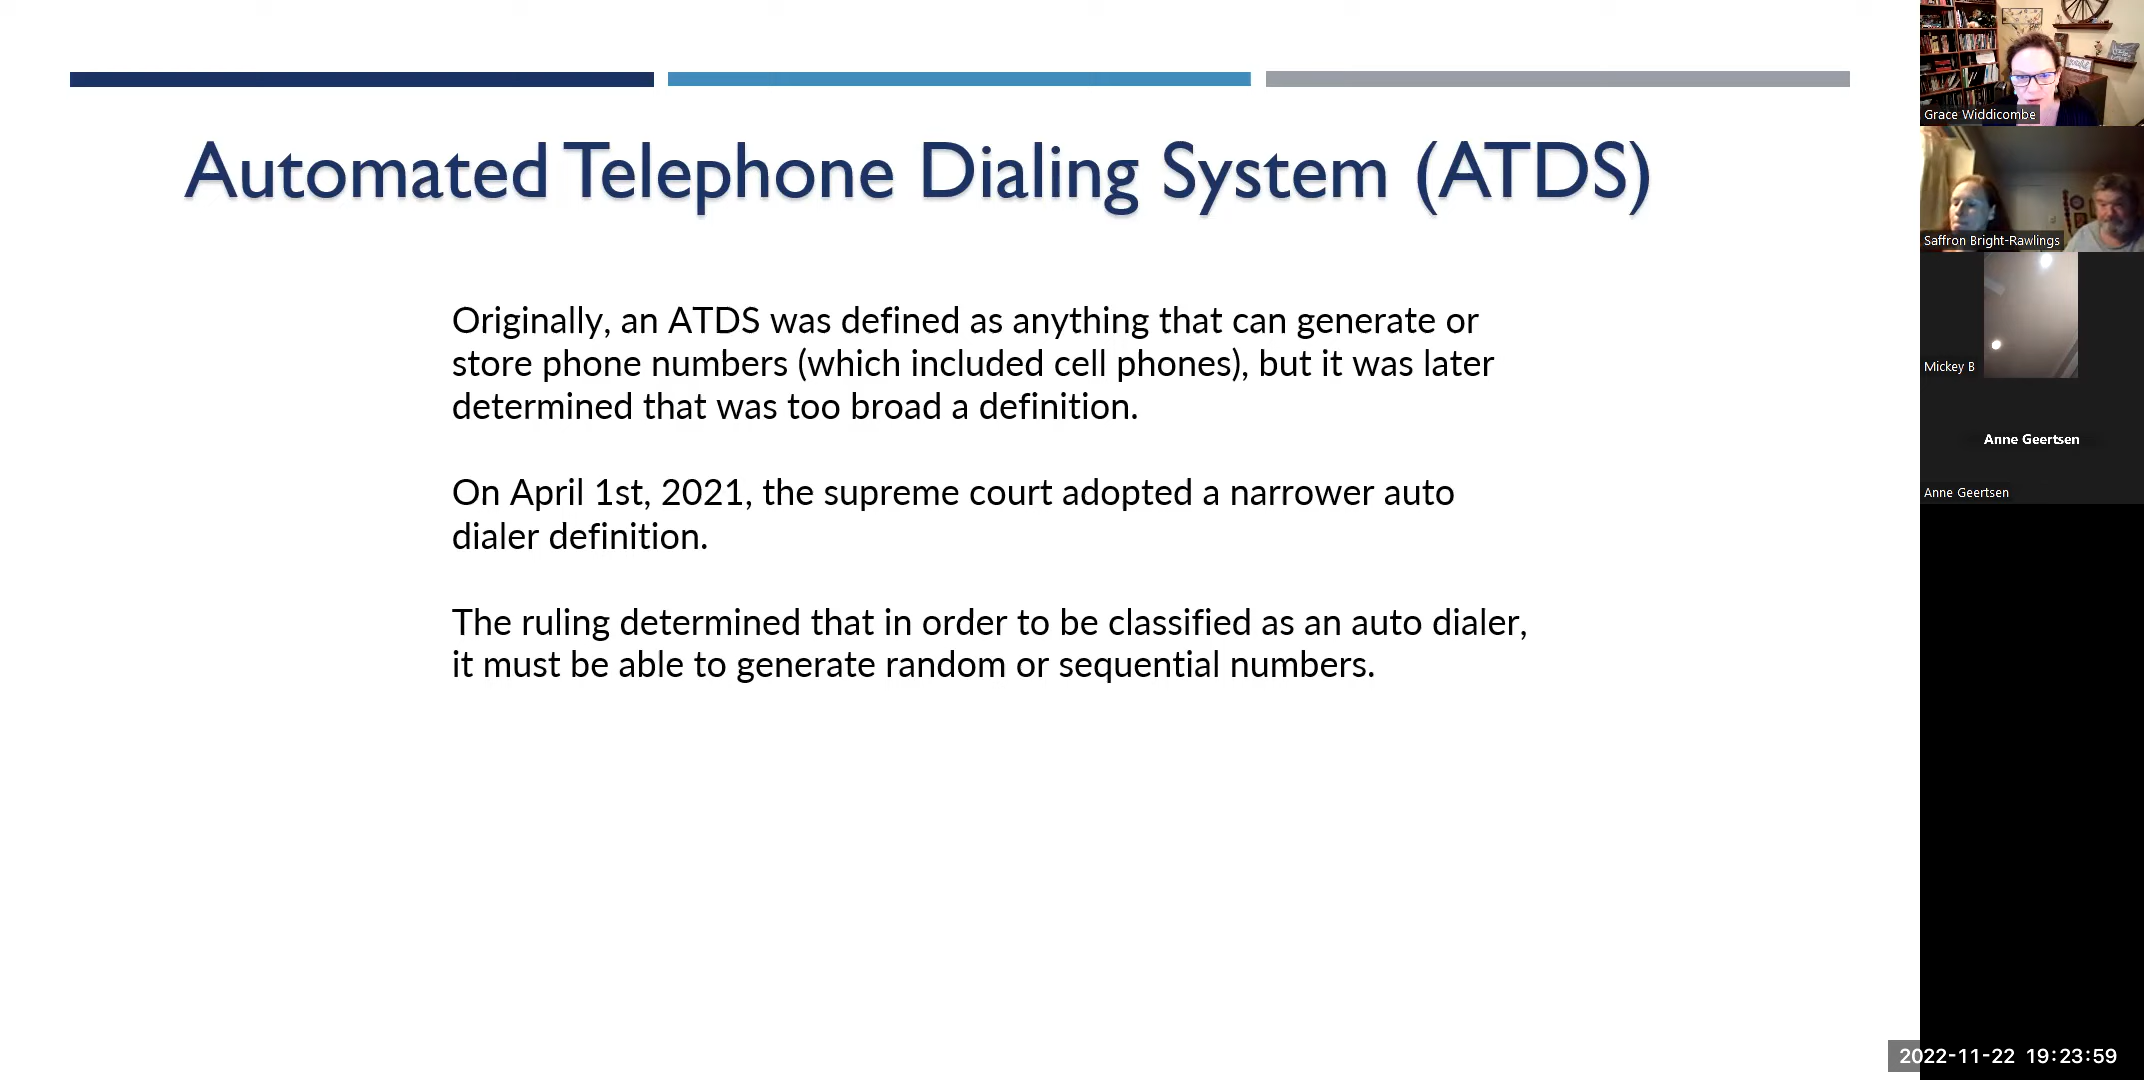 Automated Telephone Dialing System (ATDS)
Originally, an ATDS was defined as anything that can generate or
store phone numbers (which included cell phones), but it was later
determined that was too broad a definition.
On April 1st, 2021, the supreme court adopted a narrower auto
dialer definition.
The ruling determined that in order to be classified as an auto dialer,
it must be able to generate random or sequential numbers.
Grace Widdicombe
Saffron Bright-Rawlings
Mickey B
Anne Geertsen
Anne Geertsen
2022-11-22 19:23:59